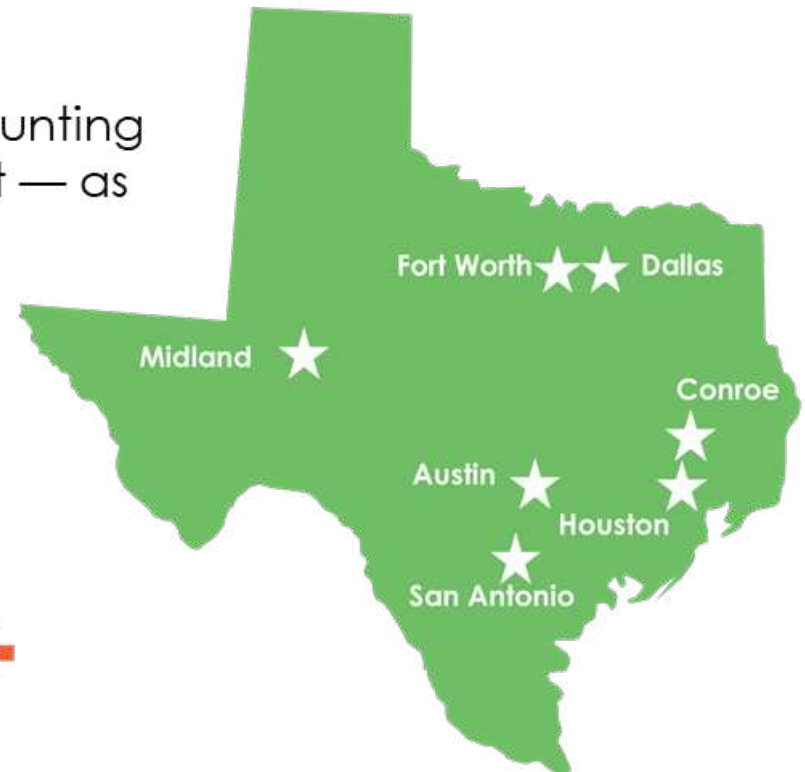 unting
t — as
Fort Worth
Dallas
Midland
Conroe
Austin
Houston
San Antonio